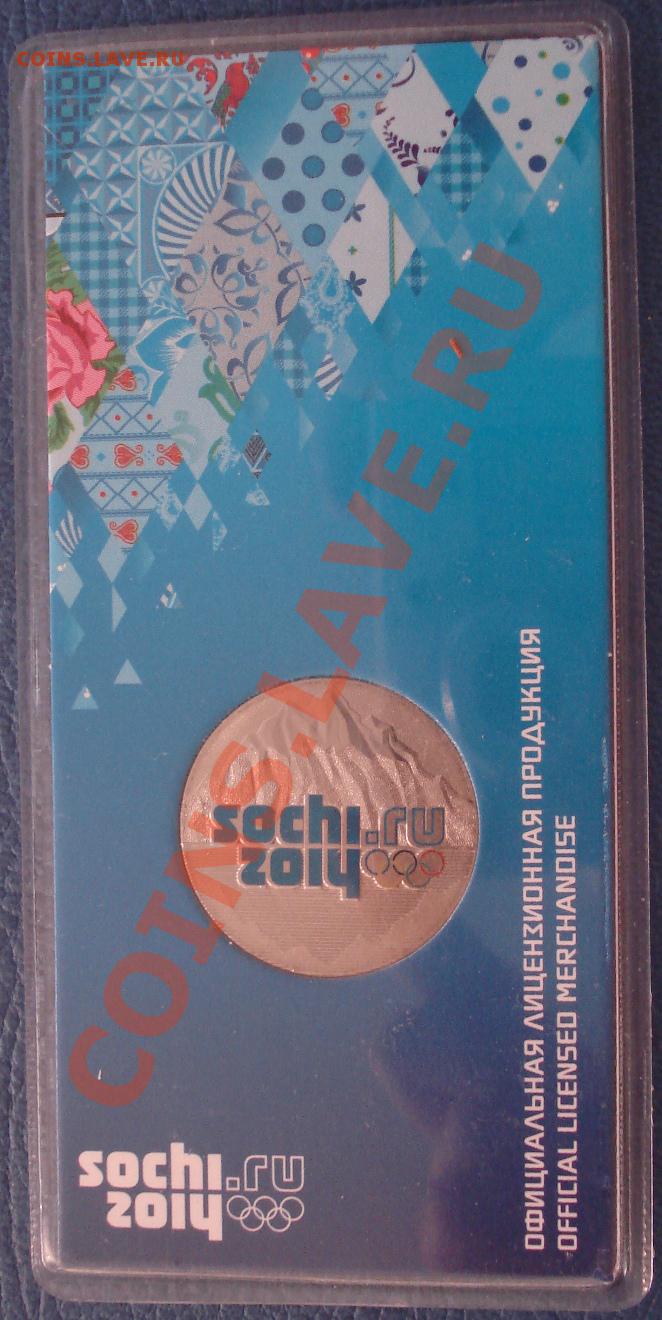 COINS.LAVE.RU
COINS.LAVE.RU
sochi.ru
2014
sochi.ru
2014
ОФИЦИАЛЬНАЯ ЛИЦЕНЗИОННАЯ ПРОДУКЦИЯ
OFFICIAL LICENSED MERCHANDISE